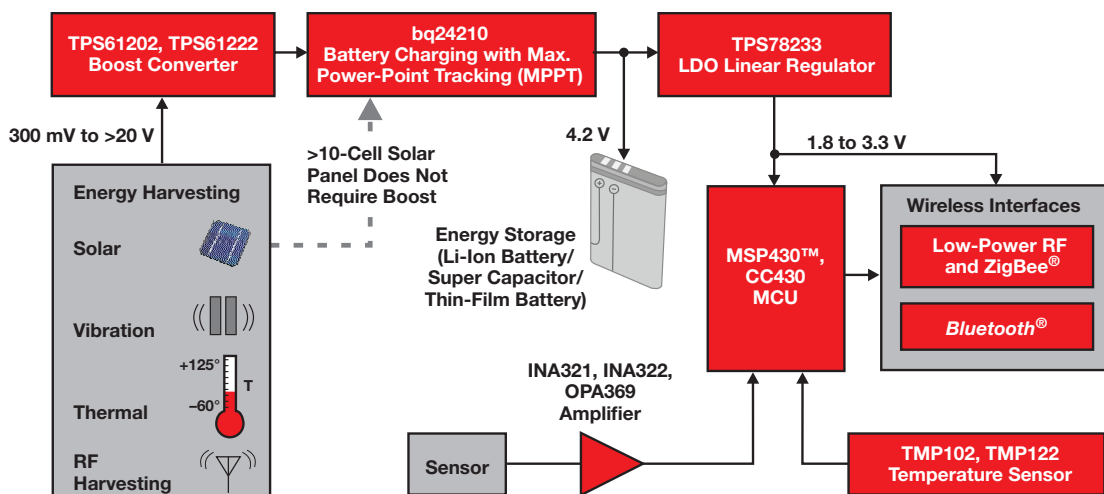 TPS61202, TPS61222
Boost Converter
bq24210
Battery Charging with Max.
Power-Point Tracking (MPPT)
TPS78233
LDO Linear Regulator
300 mV to >20 V
>10-Cell Solar
Panel Does Not
Require Boost
4.2 V
1.8 to 3.3 V
Energy Harvesting
Solar
Vibration
+125°
T
–60°
Thermal
RF
Harvesting
Energy Storage
(Li-Ion Battery/
Super Capacitor/
Thin-Film Battery)
MSP430™,
CC430
MCU
Wireless Interfaces
Low-Power RF
and ZigBee®
Bluetooth®
INA321, INA322,
OPA369
Amplifier
Sensor
TMP102, TMP122
Temperature Sensor